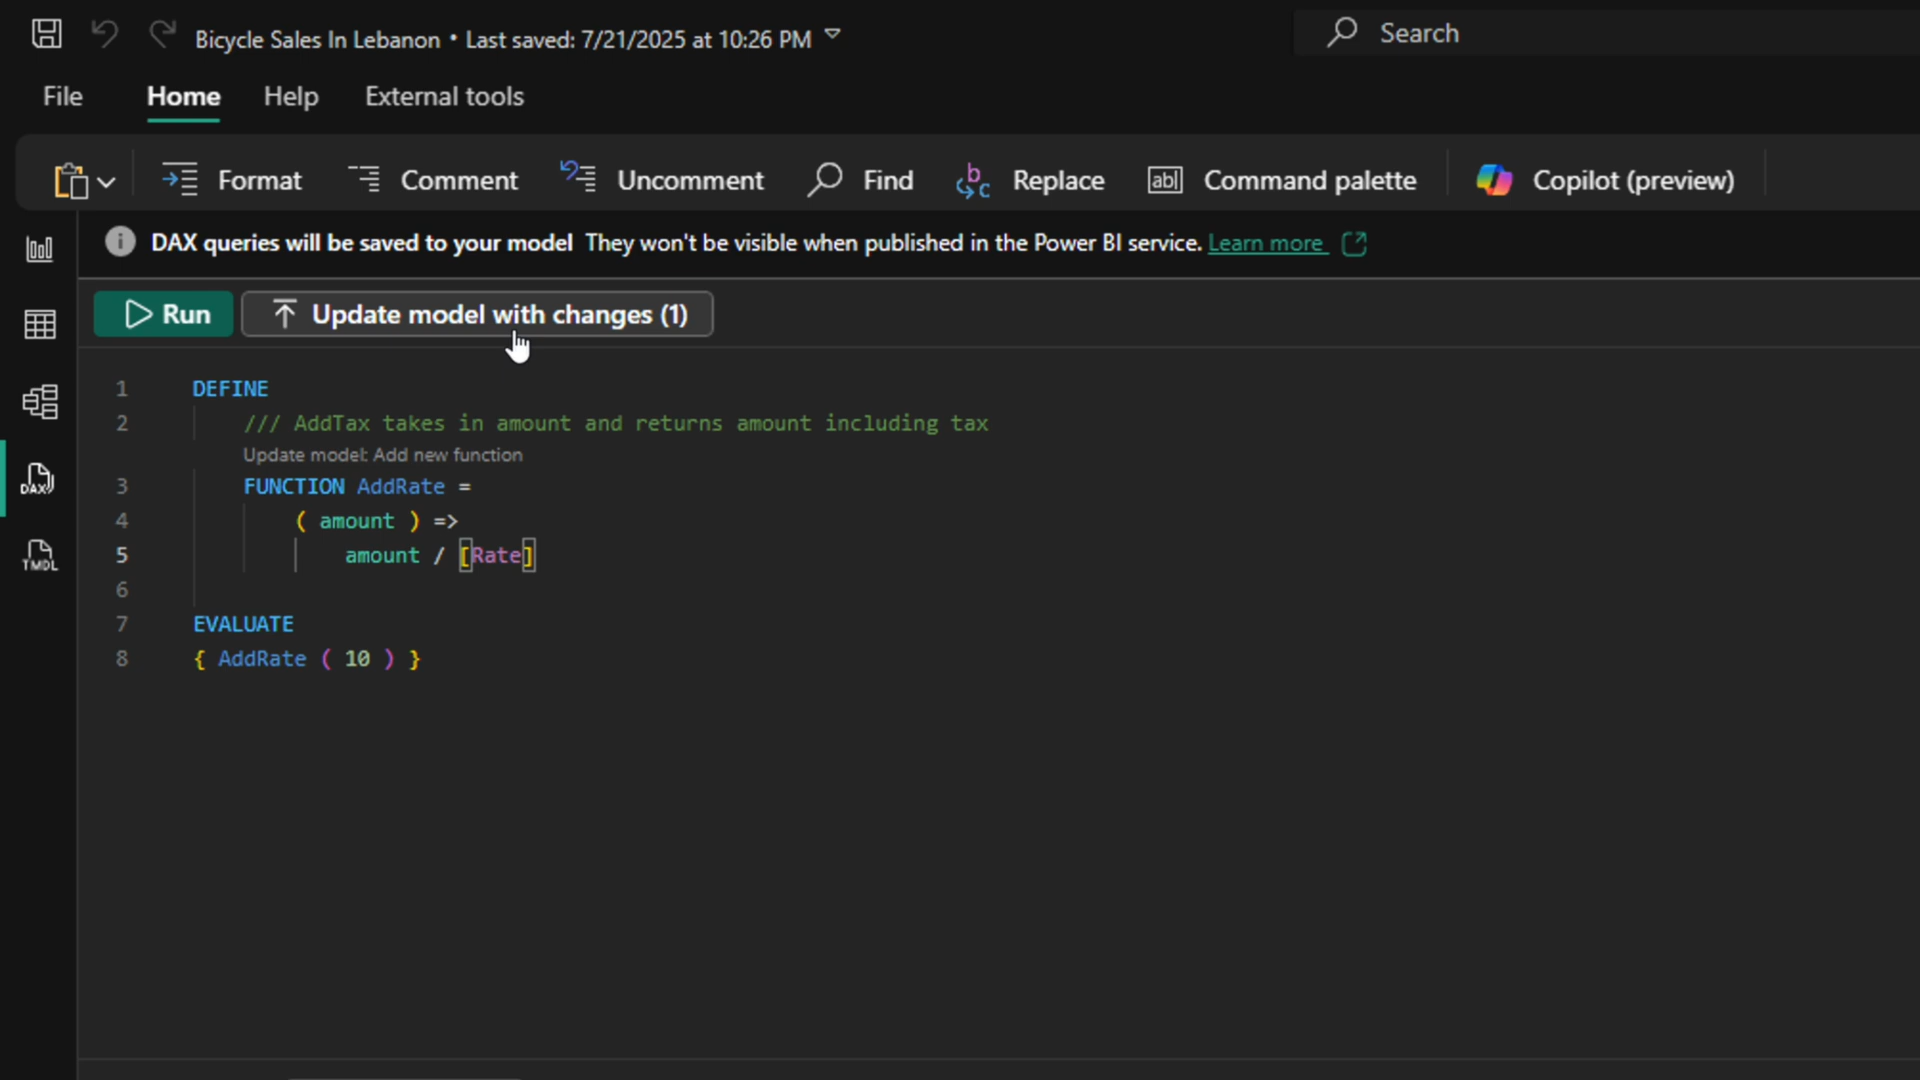 Bicycle Sales In Lebanon • Last saved: 7/21/2025 at 10:26 PM
Search
File Home Help External tools
Format Comment Uncomment Find Replace Command palette Copilot (preview)
DAX queries will be saved to your model They won't be visible when published in the Power BI service. Learn more
Run Update model with changes (1)
1 DEFINE
2 /// AddTax takes in amount and returns amount including tax
Update model: Add new function
3 FUNCTION AddRate =
4 ( amount ) =>
5 amount / [Rate]
6
7 EVALUATE
8 { AddRate ( 10 ) }
DAX
TMDL